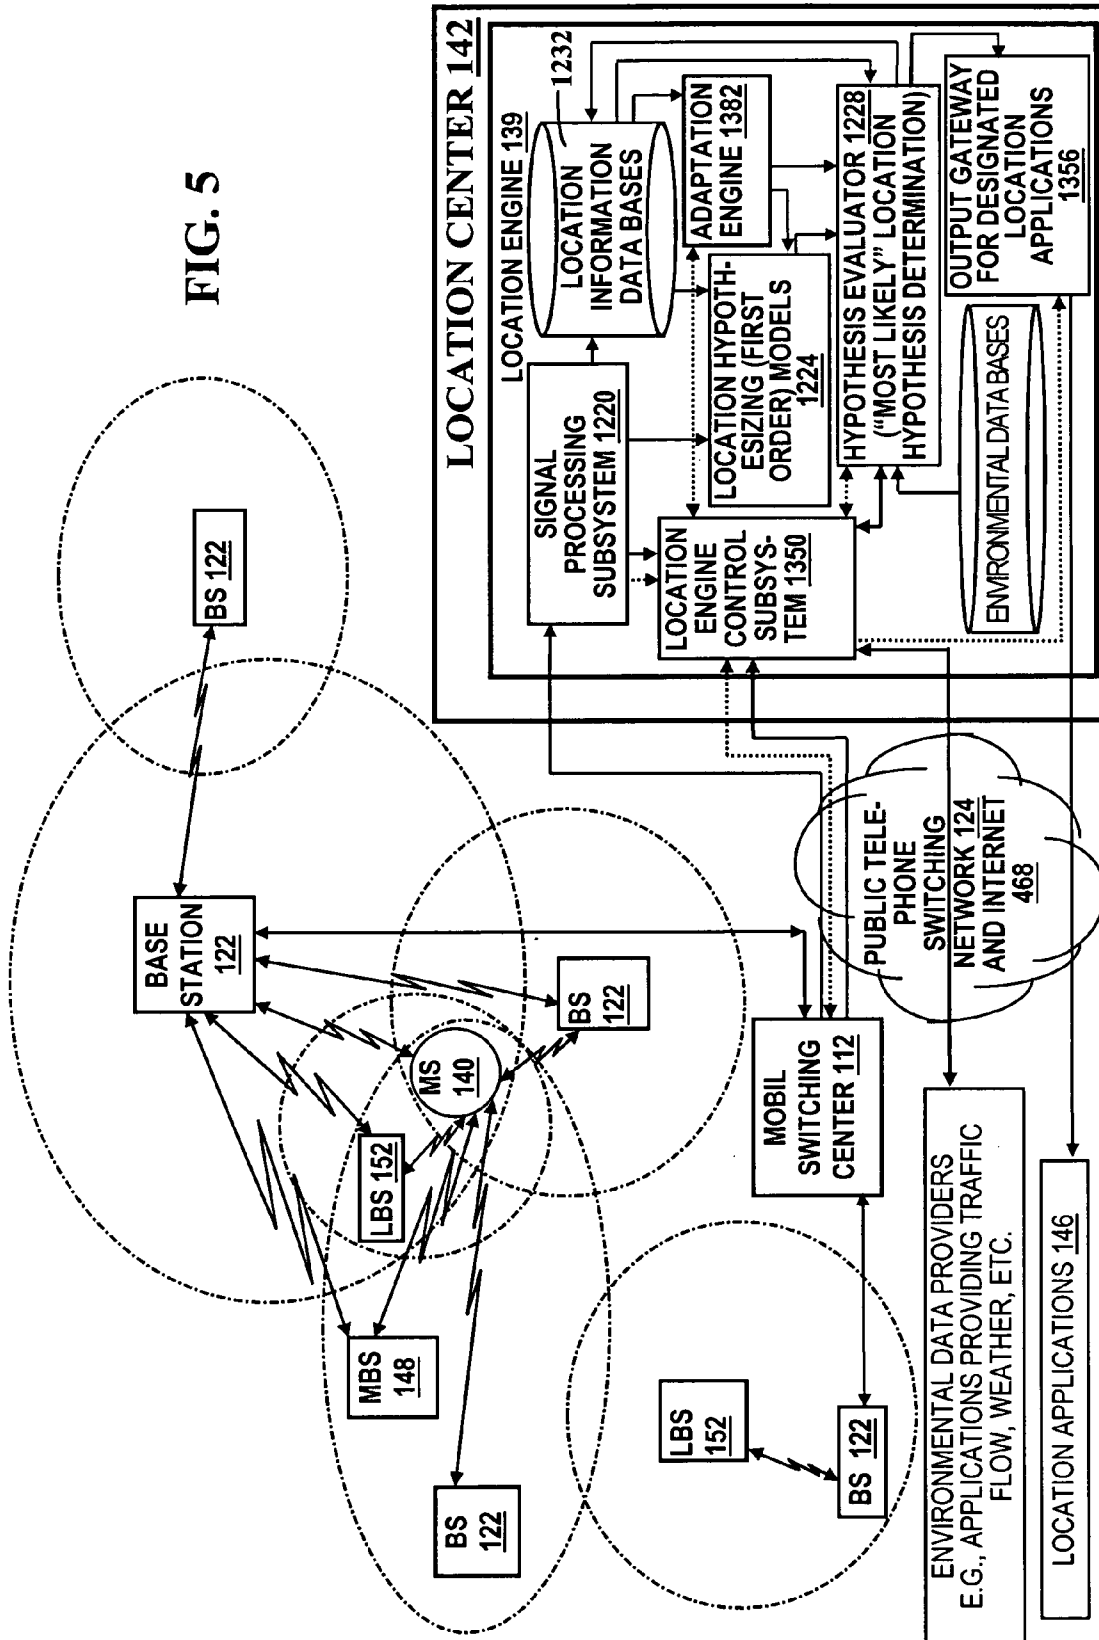 FIG. 5
BS 122
BASE
STATION
122
MS
140
LBS 152
BS
122
MBS
148
BS
122
LBS
152
BS 122
MOBIL
SWITCHING
CENTER 112
PUBLIC TELE-
PHONE
SWITCHING
NETWORK 124
AND INTERNET
468
ENVIRONMENTAL DATA PROVIDERS
E.G., APPLICATIONS PROVIDING TRAFFIC
FLOW, WEATHER, ETC.
LOCATION APPLICATIONS 146
LOCATION CENTER 142
LOCATION ENGINE 139
1232
LOCATION
INFORMATION
DATA BASES
SIGNAL
PROCESSING
SUBSYSTEM 1220
ADAPTATION
ENGINE 1382
LOCATION HYPOTH-
ESIZING (FIRST
ORDER) MODELS
1224
LOCATION
ENGINE
CONTROL
SUBSYS-
TEM 1350
HYPOTHESIS EVALUATOR 1228
("MOST LIKELY" LOCATION
HYPOTHESIS DETERMINATION)
ENVIRONMENTAL DATA BASES
OUTPUT GATEWAY
FOR DESIGNATED
LOCATION
APPLICATIONS
1356